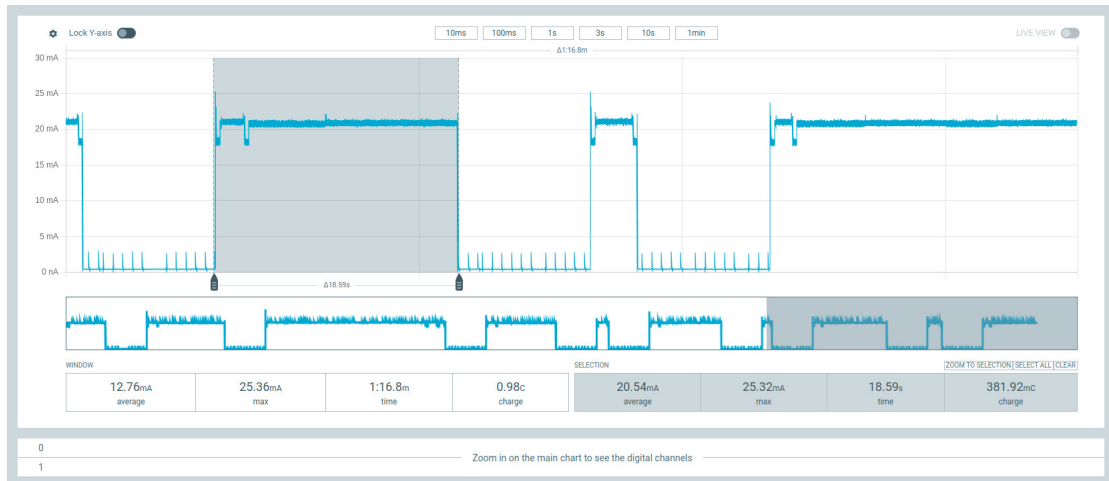 Lock Y-axis 10ms 100ms 1s 3s 10s 1min LIVE VIEW
Δ1:16.8m
30 mA
25 mA
20 mA
15 mA
10 mA
5 mA
0 nA
Δ18.59s
WINDOW SELECTION ZOOM TO SELECTION SELECT ALL CLEAR
12.76mA 25.36mA 1:16.8m 0.98C 20.54mA 25.32mA 18.59s 381.92mC
average max time charge average max time charge
0
Zoom in on the main chart to see the digital channels
1